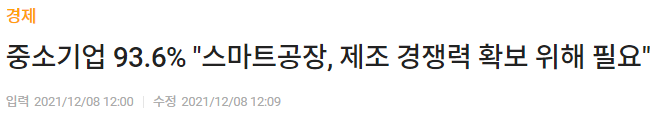 경제
중소기업 93.6% "스마트공장, 제조 경쟁력 확보 위해 필요"
입력 2021/12/08 12:00 | 수정 2021/12/08 12:09